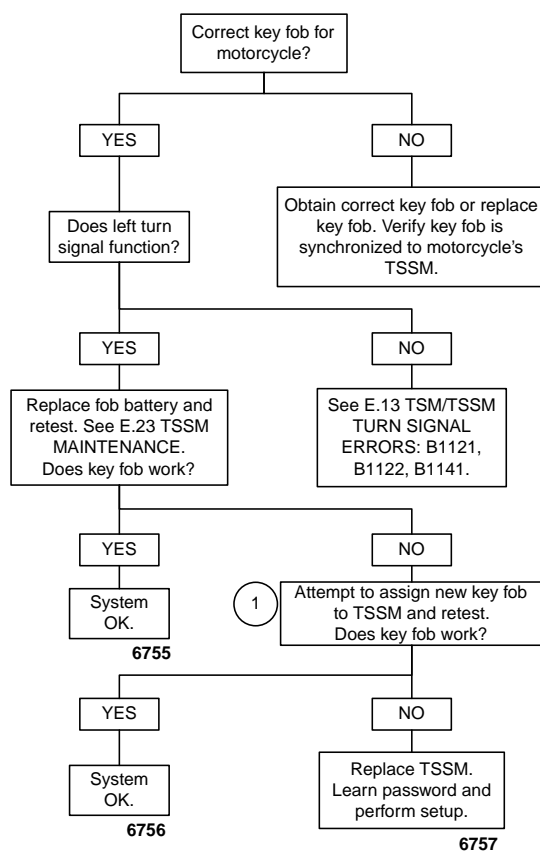 Correct key fob for
motorcycle?
YES
NO
Does left turn
signal function?
Obtain correct key fob or replace
key fob. Verify key fob is
synchronized to motorcycle's
TSSM.
YES
NO
Replace fob battery and
retest. See E.23 TSSM
MAINTENANCE.
Does key fob work?
See E.13 TSM/TSSM
TURN SIGNAL
ERRORS: B1121,
B1122, B1141.
YES
NO
System
OK.
6755
1
Attempt to assign new key fob
to TSSM and retest.
Does key fob work?
YES
NO
System
OK.
6756
Replace TSSM.
Learn password and
perform setup.
6757